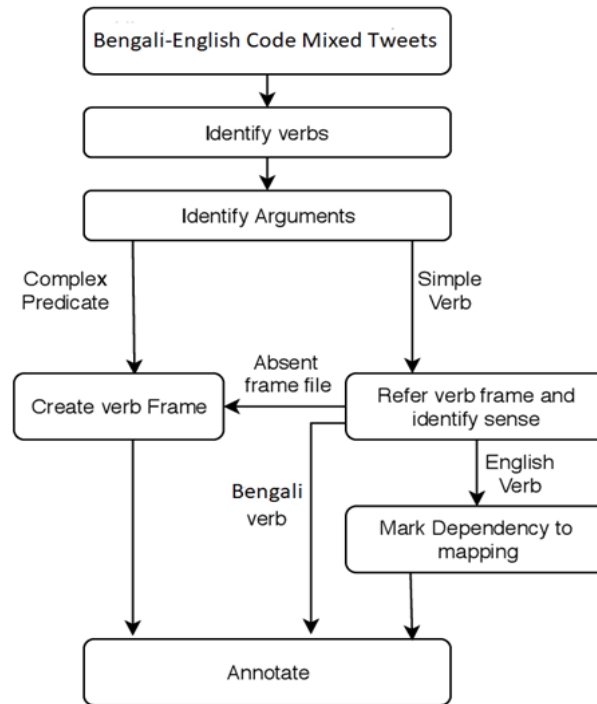 Bengali-English Code Mixed Tweets
Identify verbs
Identify Arguments
Complex
Predicate
Simple
Verb
Absent
frame file
Create verb Frame
Refer verb frame and
identify sense
English
Verb
Bengali
verb
Mark Dependency to
mapping
Annotate